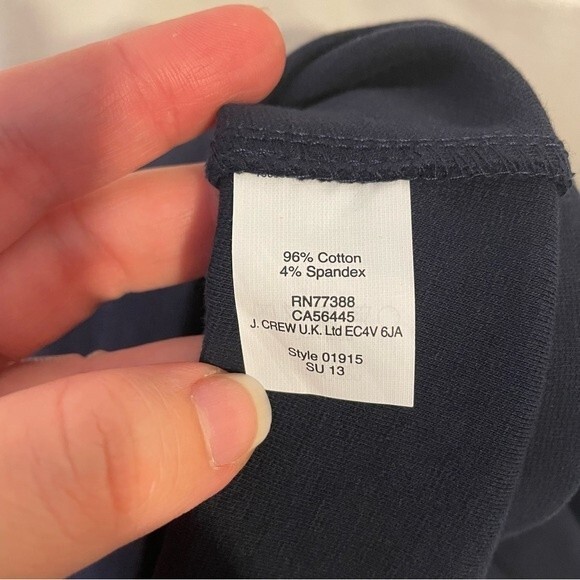 96% Cotton
4% Spandex
RN77388
CA56445
J. CREW U.K. Ltd EC4V 6JA
Style 01915
SU 13